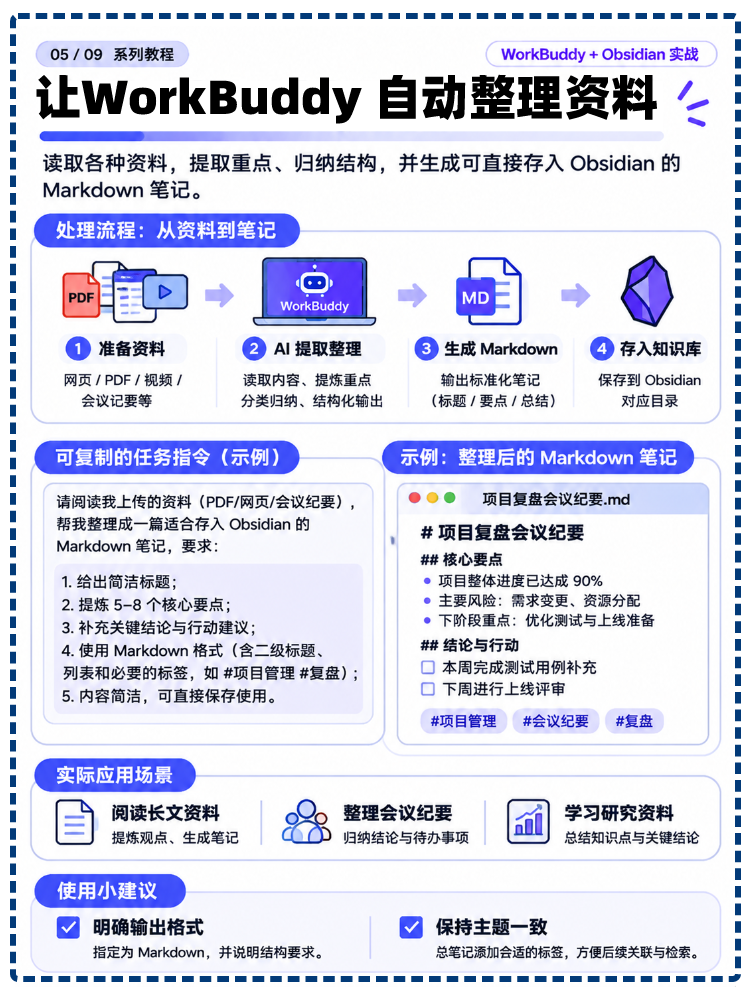 05 / 09 系列教程
WorkBuddy + Obsidian 实战
让WorkBuddy 自动整理资料
读取各种资料，提取重点、归纳结构，并生成可直接存入 Obsidian 的
Markdown 笔记。
处理流程：从资料到笔记
PDF
WorkBuddy
MD
1 准备资料
网页 / PDF / 视频 /
会议记要等
2 AI 提取整理
读取内容、提炼重点
分类归纳、结构化输出
3 生成 Markdown
输出标准化笔记
（标题 / 要点 / 总结）
4 存入知识库
保存到 Obsidian
对应目录
可复制的任务指令（示例）
请阅读我上传的资料（PDF/网页/会议纪要），
帮我整理成一篇适合存入 Obsidian 的
Markdown 笔记，要求：
1. 给出简洁标题；
2. 提炼 5–8 个核心要点；
3. 补充关键结论与行动建议；
4. 使用 Markdown 格式（含二级标题、
列表和必要的标签，如 #项目管理 #复盘）；
5. 内容简洁，可直接保存使用。
示例：整理后的 Markdown 笔记
项目复盘会议纪要.md
# 项目复盘会议纪要
## 核心要点
• 项目整体进度已达成 90%
• 主要风险：需求变更、资源分配
• 下阶段重点：优化测试与上线准备
## 结论与行动
本周完成测试用例补充
下周进行上线评审
#项目管理 #会议纪要 #复盘
实际应用场景
阅读长文资料
提炼观点、生成笔记
整理会议纪要
归纳结论与待办事项
学习研究资料
总结知识点与关键结论
使用小建议
明确输出格式
指定为 Markdown，并说明结构要求。
保持主题一致
总笔记添加合适的标签，方便后续关联与检索。